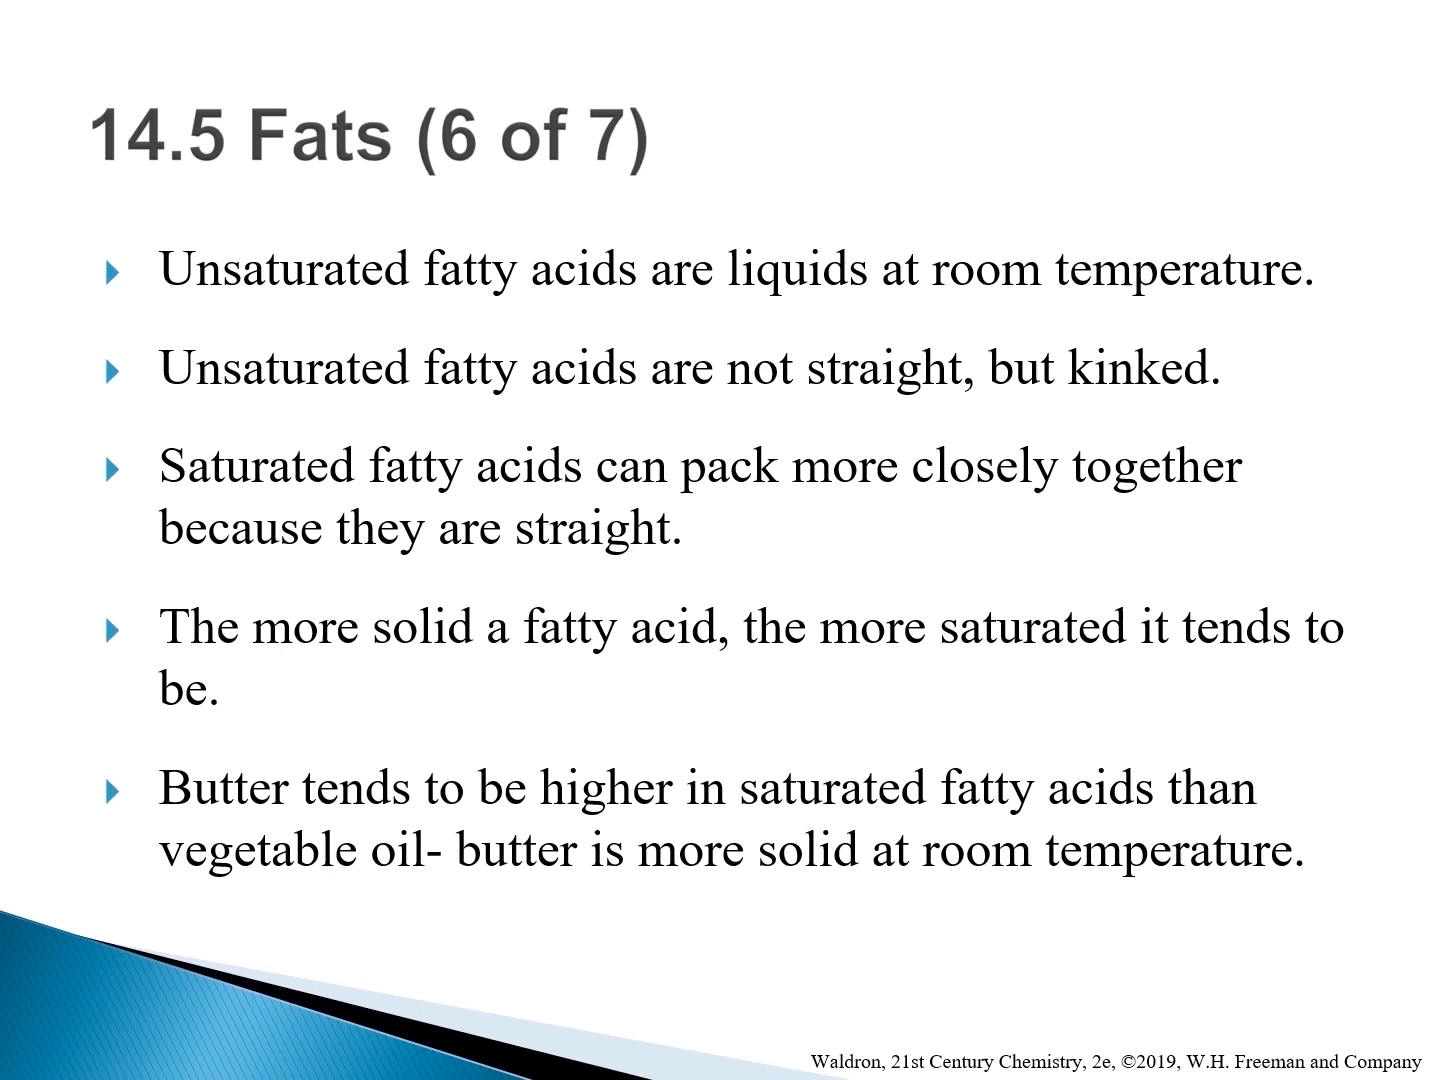 14.5 Fats (6 of 7)
Unsaturated fatty acids are liquids at room temperature.
Unsaturated fatty acids are not straight, but kinked.
Saturated fatty acids can pack more closely together
because they are straight.
The more solid a fatty acid, the more saturated it tends to
be.
Butter tends to be higher in saturated fatty acids than
vegetable oil- butter is more solid at room temperature.
Waldron, 21st Century Chemistry, 2e, ©2019, W.H. Freeman and Company